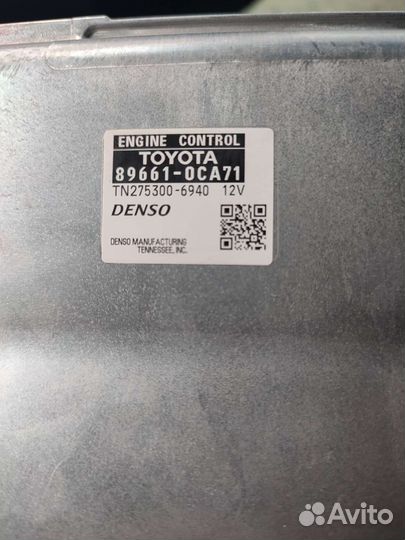 ENGINE CONTROL
TOYOTA
89661-0CA71
TN275300-6940 12V
DENSO
DENSO MANUFACTURING
TENNESSEE, INC.
Avito